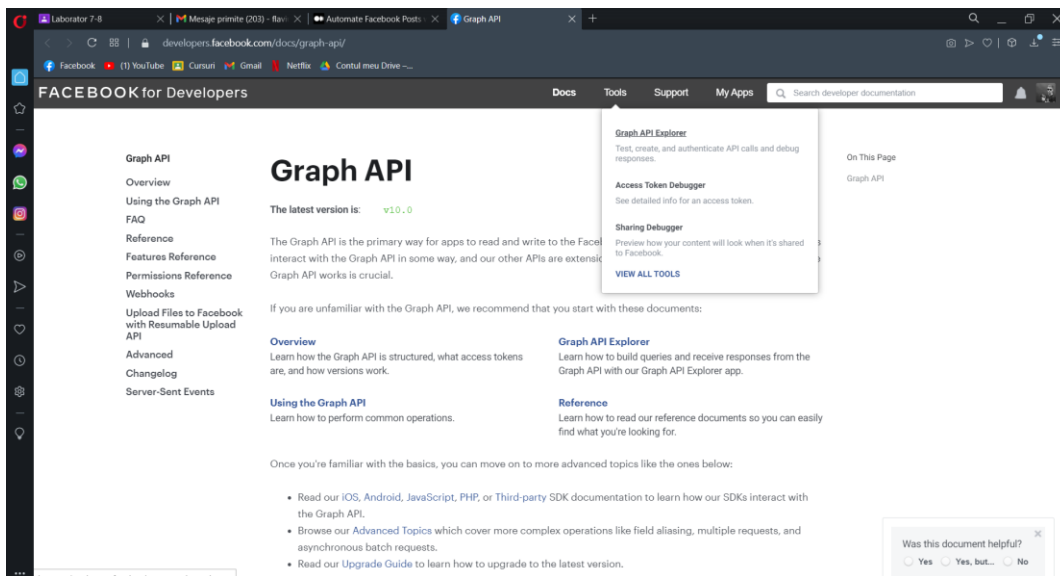 Laborator 7-8
Mesaje primite (203) - flavi
Automate Facebook Posts
Graph API
developers.facebook.com/docs/graph-api/
Facebook
(1) YouTube
Cursuri
Gmail
Netflix
Contul meu Drive –...
FACEBOOK for Developers
Docs
Tools
Support
My Apps
Search developer documentation
Graph API
Overview
Using the Graph API
FAQ
Reference
Features Reference
Permissions Reference
Webhooks
Upload Files to Facebook
with Resumable Upload
API
Advanced
Changelog
Server-Sent Events
Graph API
The latest version is: v10.0
The Graph API is the primary way for apps to read and write to the Face
interact with the Graph API in some way, and our other APIs are extensi
Graph API works is crucial.
If you are unfamiliar with the Graph API, we recommend that you start with these documents:
Overview
Learn how the Graph API is structured, what access tokens
are, and how versions work.
Graph API Explorer
Learn how to build queries and receive responses from the
Graph API with our Graph API Explorer app.
Using the Graph API
Learn how to perform common operations.
Reference
Learn how to read our reference documents so you can easily
find what you're looking for.
Once you're familiar with the basics, you can move on to more advanced topics like the ones below:
Read our iOS, Android, JavaScript, PHP, or Third-party SDK documentation to learn how our SDKs interact with
the Graph API.
Browse our Advanced Topics which cover more complex operations like field aliasing, multiple requests, and
asynchronous batch requests.
Read our Upgrade Guide to learn how to upgrade to the latest version.
Graph API Explorer
Test, create, and authenticate API calls and debug
responses.
Access Token Debugger
See detailed info for an access token.
Sharing Debugger
Preview how your content will look when it's shared
to Facebook.
VIEW ALL TOOLS
On This Page
Graph API
Was this document helpful?
Yes
Yes, but...
No